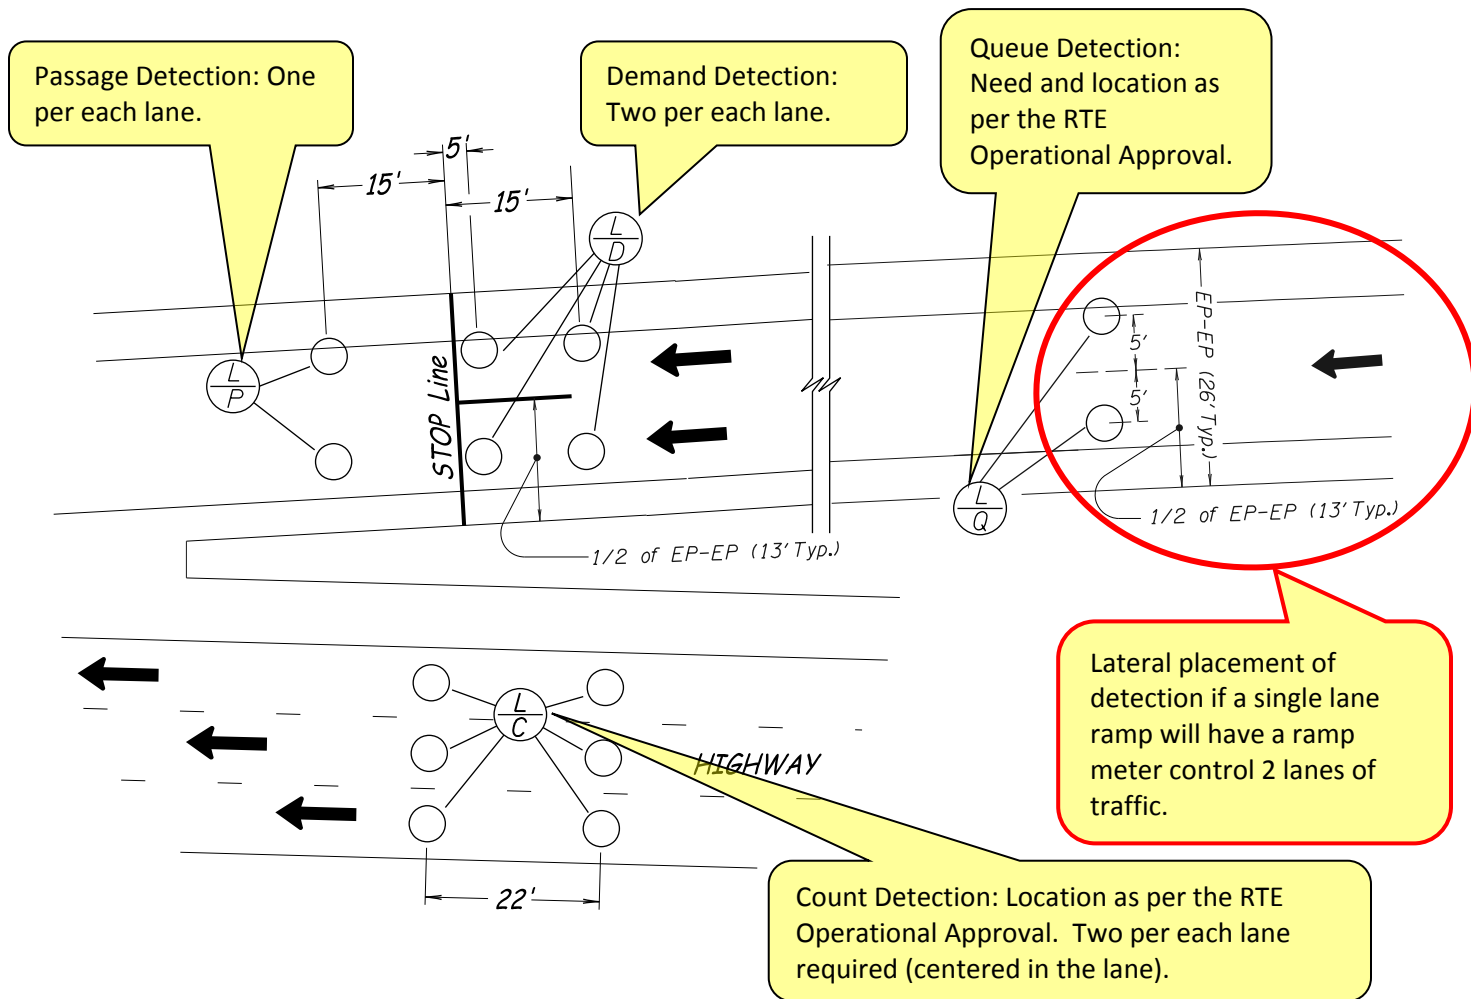 Passage Detection: One
per each lane.
Demand Detection:
Two per each lane.
Queue Detection:
Need and location as
per the RTE
Operational Approval.
5'
15'
15'
L
D
L
P
STOP Line
EP-EP (26' Typ.)
5'
5'
L
Q
1/2 of EP-EP (13' Typ.)
1/2 of EP-EP (13' Typ.)
Lateral placement of
detection if a single lane
ramp will have a ramp
meter control 2 lanes of
traffic.
L
C
HIGHWAY
22'
Count Detection: Location as per the RTE
Operational Approval.  Two per each lane
required (centered in the lane).